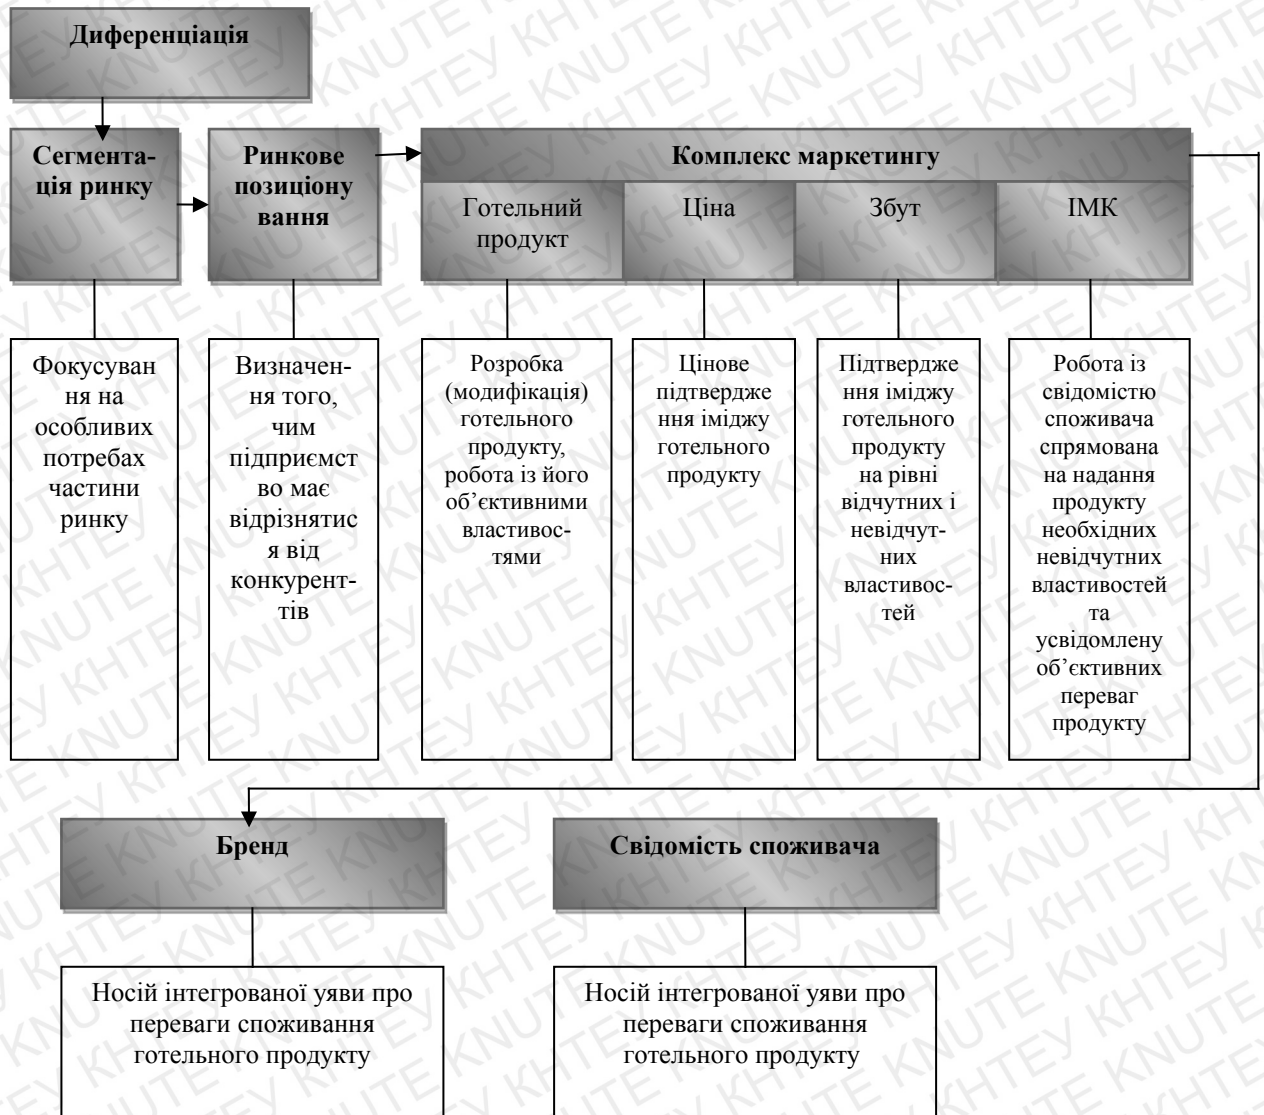 Диференціація
Сегмента-
ція ринку
Ринкове
позиціону
вання
Комплекс маркетингу
Готельний
продукт
Ціна
Збут
ІМК
Фокусуван
ня на
особливих
потребах
частини
ринку
Визначен-
ня того,
чим
підприємст
во має
відрізнятис
я від
конкурент-
тів
Розробка
(модифікація)
готельного
продукту,
робота із його
об’єктивними
властивос-
тями
Цінове
підтвердже
ння іміджу
готельного
продукту
Підтвердже
ння іміджу
готельного
продукту
на рівні
відчутних і
невідчут-
них
властивос-
тей
Робота із
свідомістю
споживача
спрямована
на надання
продукту
необхідних
невідчутних
властивостей
та
усвідомлену
об’єктивних
переваг
продукту
Бренд
Свідомість споживача
Носій інтегрованої уяви про
переваги споживання
готельного продукту
Носій інтегрованої уяви про
переваги споживання
готельного продукту